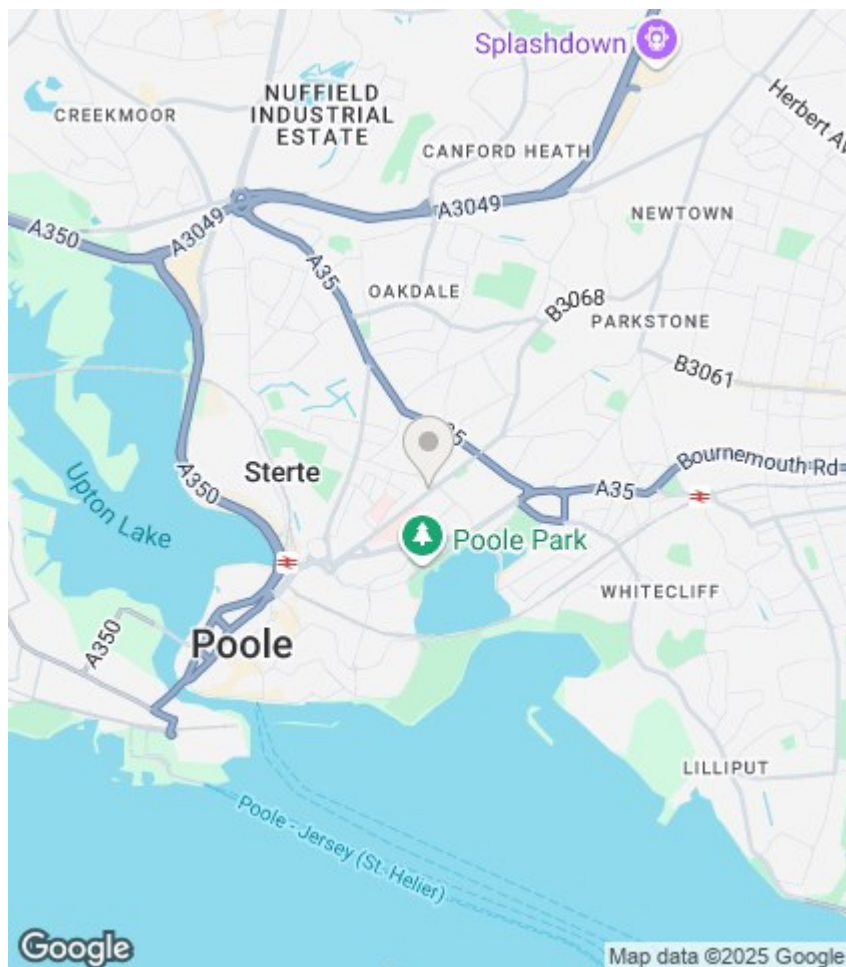 Splashdown
NUFFIELD
INDUSTRIAL
ESTATE
CREEKMOOR
Herbert Av
CANFORD HEATH
A3049
NEWTOWN
A350
A3049
A35
OAKDALE
B3068
PARKSTONE
B3061
A35
Sterte
A350
Bournemouth Rd
A35
Upton Lake
Poole Park
WHITECLIFF
A350
Poole
LILLIPUT
Poole - Jersey (St. Helier)
Google
Map data ©2025 Google